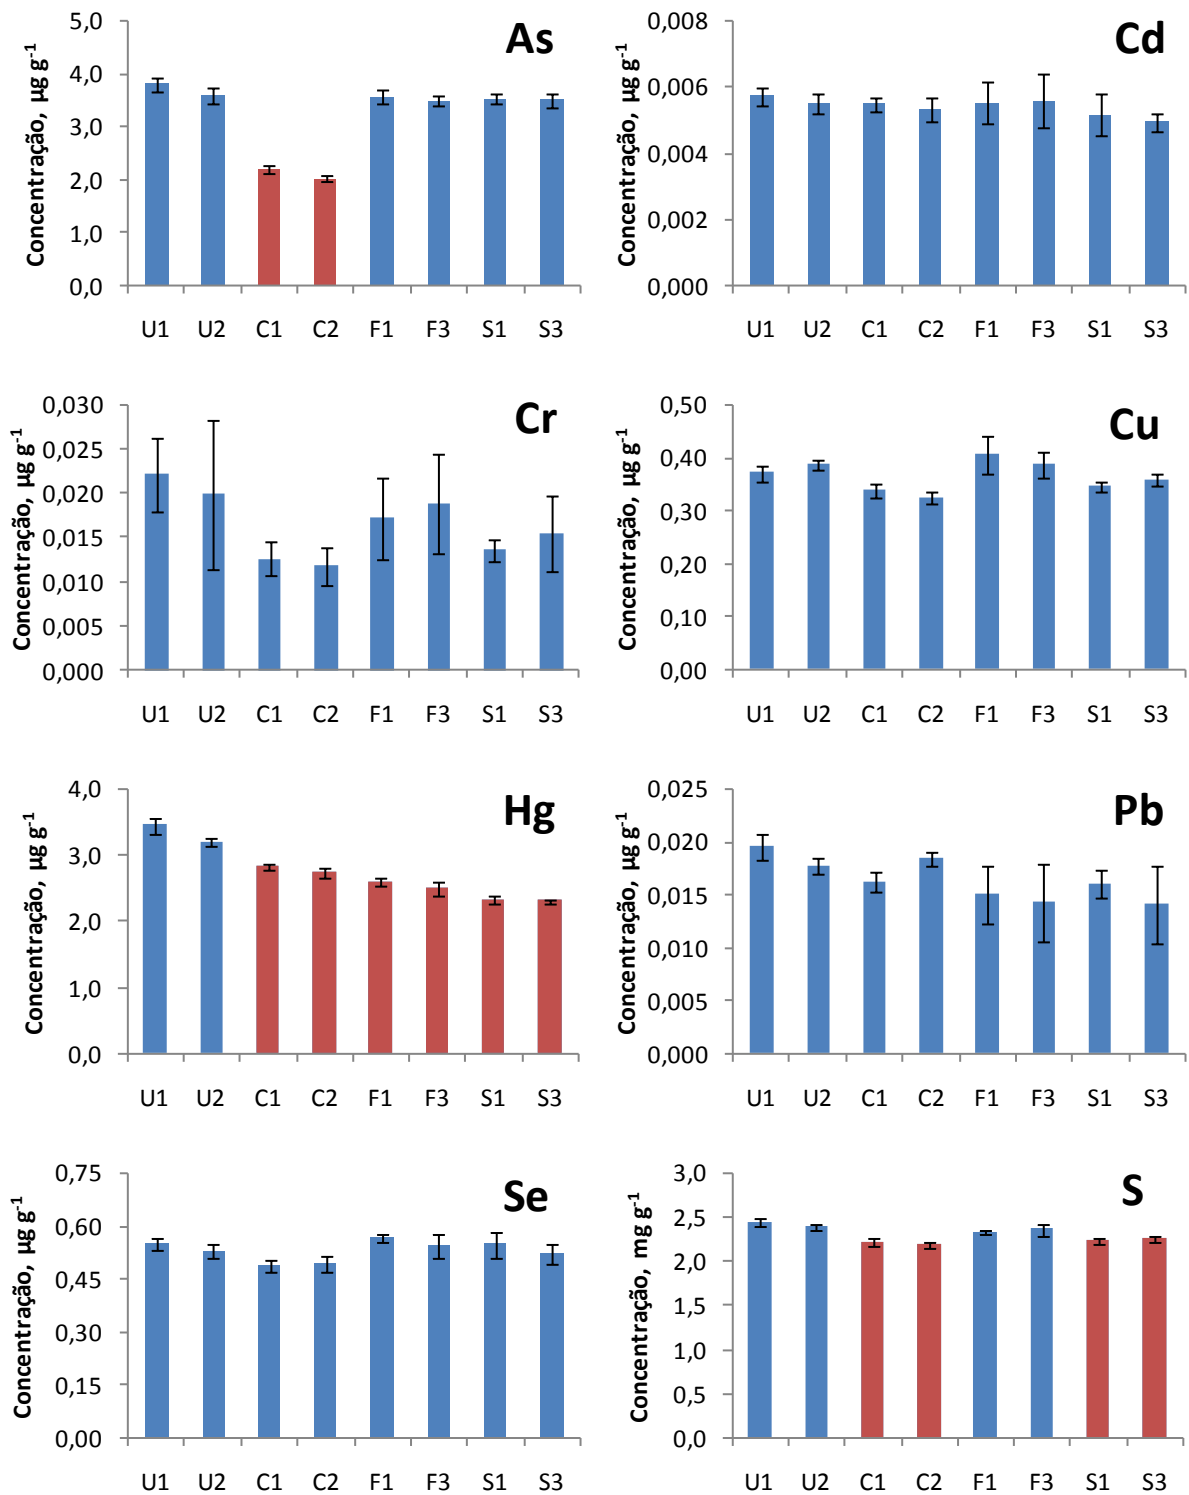 As
Concentração, µg g-1
5,0
4,0
3,0
2,0
1,0
0,0
U1 U2 C1 C2 F1 F3 S1 S3
Cd
Concentração, µg g-1
0,008
0,006
0,004
0,002
0,000
U1 U2 C1 C2 F1 F3 S1 S3
Cr
Concentração, µg g-1
0,030
0,025
0,020
0,015
0,010
0,005
0,000
U1 U2 C1 C2 F1 F3 S1 S3
Cu
Concentração, µg g-1
0,50
0,40
0,30
0,20
0,10
0,00
U1 U2 C1 C2 F1 F3 S1 S3
Hg
Concentração, µg g-1
4,0
3,0
2,0
1,0
0,0
U1 U2 C1 C2 F1 F3 S1 S3
Pb
Concentração, µg g-1
0,025
0,020
0,015
0,010
0,005
0,000
U1 U2 C1 C2 F1 F3 S1 S3
Se
Concentração, µg g-1
0,75
0,60
0,45
0,30
0,15
0,00
U1 U2 C1 C2 F1 F3 S1 S3
S
Concentração, mg g-1
3,0
2,5
2,0
1,5
1,0
0,5
0,0
U1 U2 C1 C2 F1 F3 S1 S3